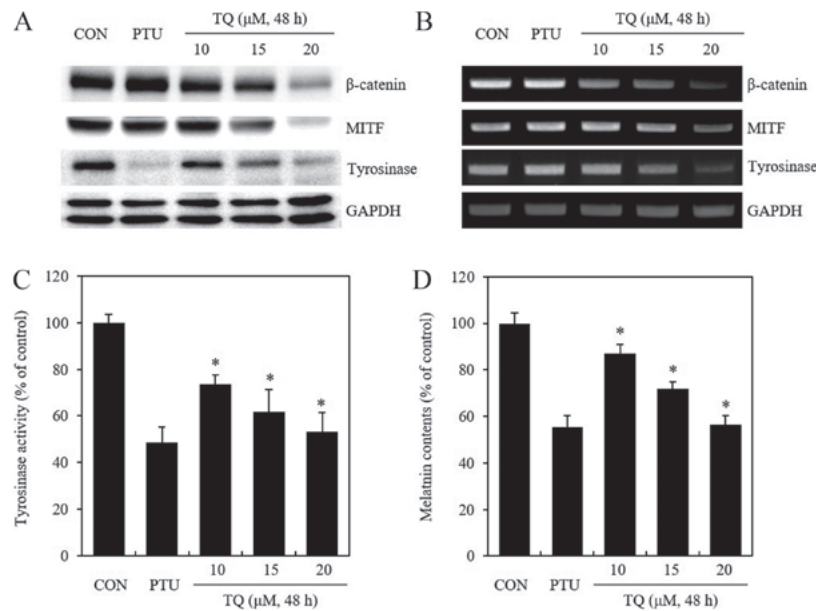 A
CON
PTU
TQ (μM, 48 h)
10
15
20
β-catenin
MITF
Tyrosinase
GAPDH
B
CON
PTU
TQ (μM, 48 h)
10
15
20
β-catenin
MITF
Tyrosinase
GAPDH
C
Tyrosinase activity (% of control)
120
100
80
60
40
20
0
*
*
*
CON
PTU
10
15
20
TQ (μM, 48 h)
D
Melatnin contents (% of control)
120
100
80
60
40
20
0
*
*
*
CON
PTU
10
15
20
TQ (μM, 48 h)